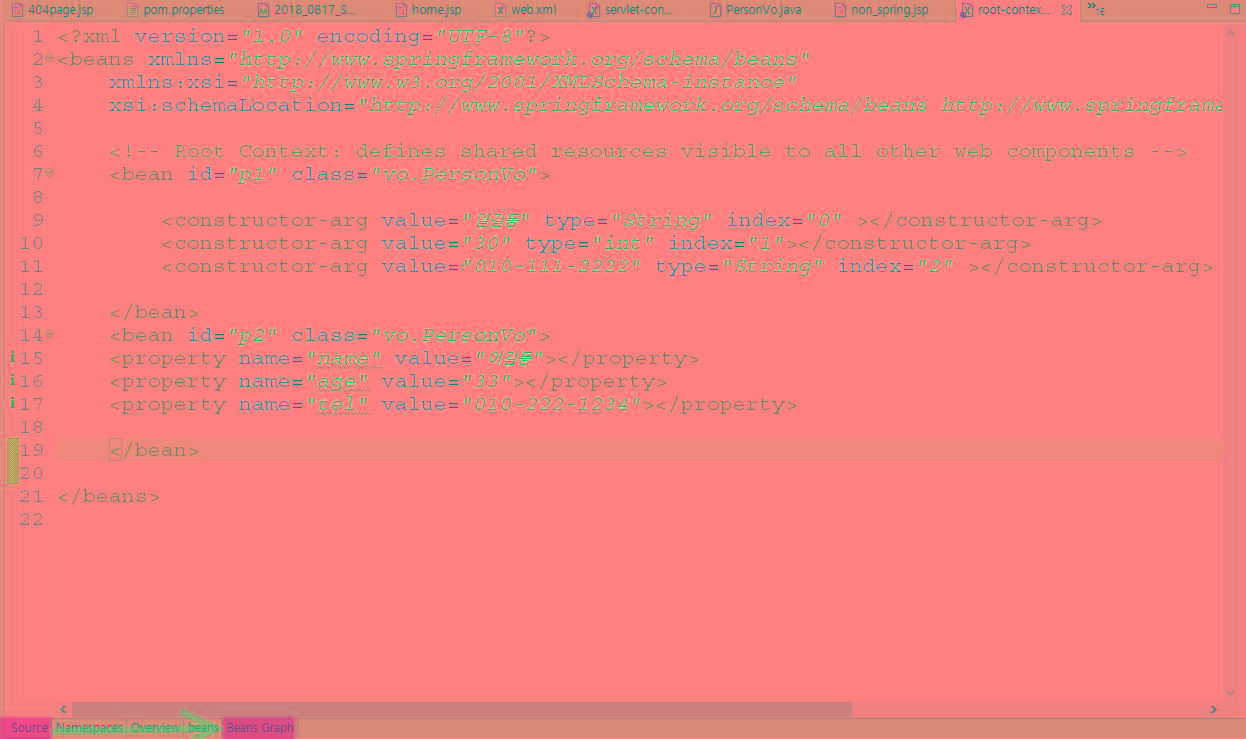 404page.jsp pom.properties 2018_0817_S... home.jsp web.xml servlet-con... PersonVo.java non_spring.jsp root-contex... »16
1 <?xml version="1.0" encoding="UTF-8"?>
2 <beans xmlns="http://www.springframework.org/schema/beans"
3 xmlns:xsi="http://www.w3.org/2001/XMLSchema-instance"
4 xsi:schemaLocation="http://www.springframework.org/schema/beans http://www.springframe
5
6 <!-- Root Context: defines shared resources visible to all other web components -->
7 <bean id="p1" class="vo.PersonVo">
8
9 <constructor-arg value="일길동" type="String" index="0" ></constructor-arg>
10 <constructor-arg value="30" type="int" index="1"></constructor-arg>
11 <constructor-arg value="010-111-2222" type="String" index="2" ></constructor-arg>
12
13 </bean>
14 <bean id="p2" class="vo.PersonVo">
15 <property name="name" value="이길동"></property>
16 <property name="age" value="33"></property>
17 <property name="tel" value="010-222-1234"></property>
18
19 </bean>
20
21 </beans>
22
Source Namespaces Overview beans Beans Graph